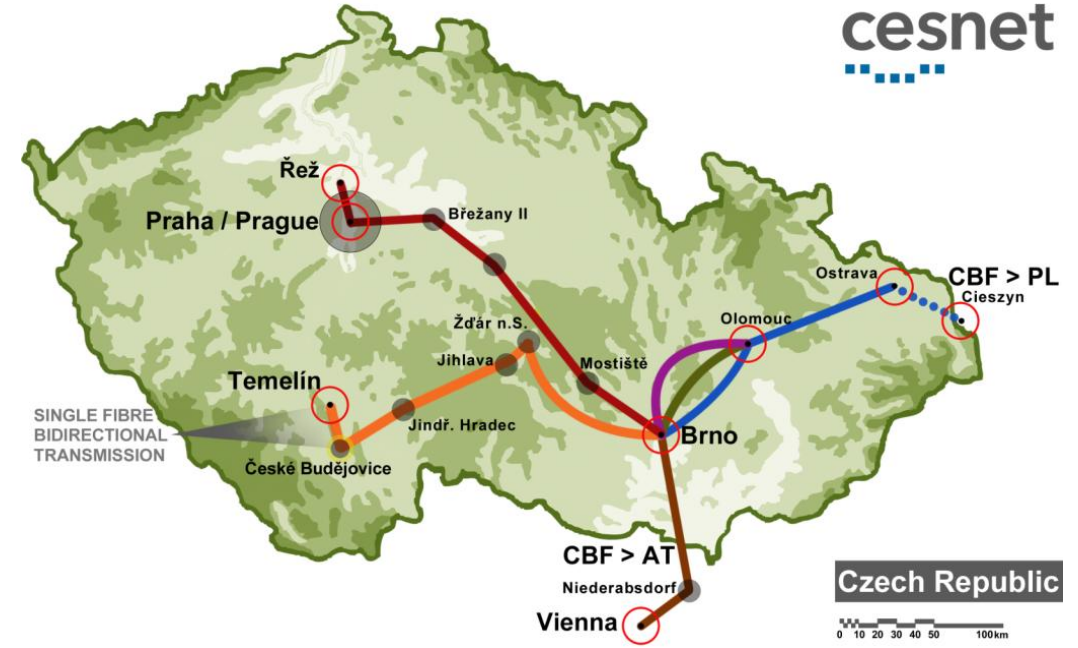 cesnet
Řež
Praha / Prague
Břežany II
Ostrava
CBF > PL
Cieszyn
Žďár n.S.
Olomouc
Jihlava
Mostiště
Temelín
SINGLE FIBRE
BIDIRECTIONAL
TRANSMISSION
Jindř. Hradec
Brno
České Budějovice
CBF > AT
Niederabsdorf
Vienna
Czech Republic
0 10 20 30 40 50 100km